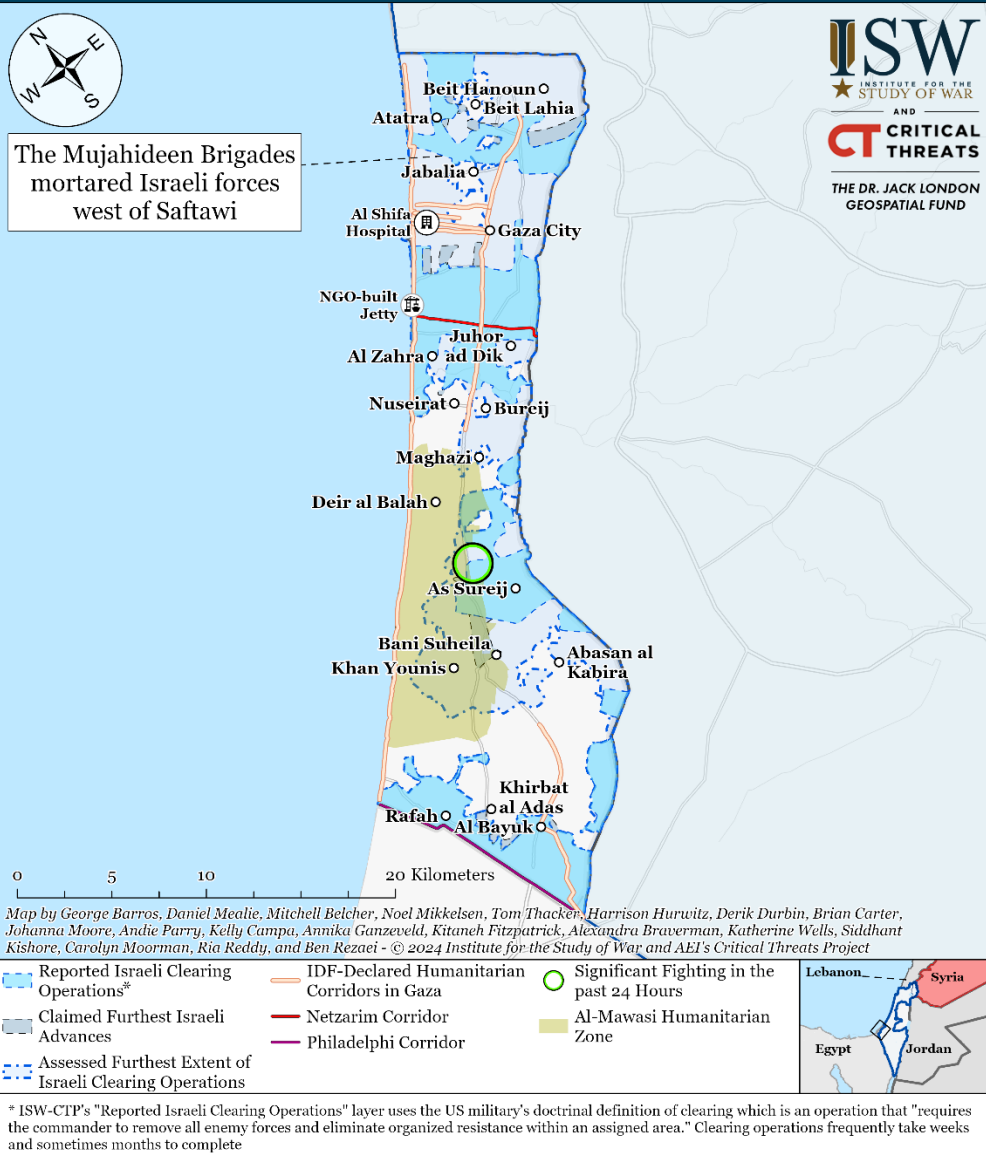 N
E
W
S
ISW
INSTITUTE FOR THE
STUDY OF WAR
AND
CT CRITICAL
THREATS
THE DR. JACK LONDON
GEOSPATIAL FUND
The Mujahideen Brigades
mortared Israeli forces
west of Saftawi
Beit Hanoun
Beit Lahia
Atatra
Jabalia
Al Shifa
Hospital
Gaza City
NGO-built
Jetty
Juhor
ad Dik
Al Zahra
Nuseirat
Bureij
Maghazi
Deir al Balah
As Sureij
Bani Suheila
Khan Younis
Abasan al
Kabira
Khirbat
al Adas
Rafah
Al Bayuk
0 5 10 20 Kilometers
Map by George Barros, Daniel Mealie, Mitchell Belcher, Noel Mikkelsen, Tom Thacker, Harrison Hurwitz, Derik Durbin, Brian Carter,
Johanna Moore, Andie Parry, Kelly Campa, Annika Ganzeveld, Kitaneh Fitzpatrick, Alexandra Braverman, Katherine Wells, Siddhant
Kishore, Carolyn Moorman, Ria Reddy, and Ben Rezaei - © 2024 Institute for the Study of War and AEI's Critical Threats Project
Reported Israeli Clearing
Operations*
Claimed Furthest Israeli
Advances
Assessed Furthest Extent of
Israeli Clearing Operations
IDF-Declared Humanitarian
Corridors in Gaza
Netzarim Corridor
Philadelphi Corridor
Significant Fighting in the
past 24 Hours
Al-Mawasi Humanitarian
Zone
Lebanon
Syria
Egypt
Jordan
* ISW-CTP's "Reported Israeli Clearing Operations" layer uses the US military's doctrinal definition of clearing which is an operation that "requires
the commander to remove all enemy forces and eliminate organized resistance within an assigned area." Clearing operations frequently take weeks
and sometimes months to complete